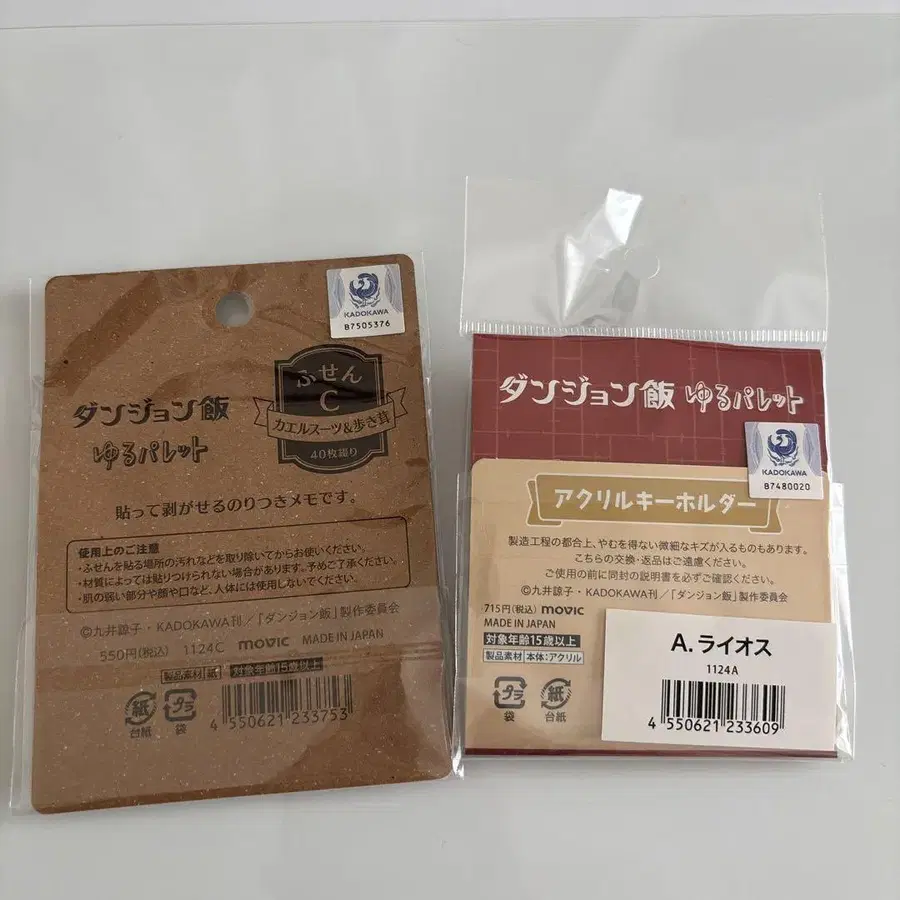 KADOKAWA
B7505376
ダンジョン飯
ゆるパレット
ふせん
C
カエルスーツ&歩き茸
40枚綴り
貼って剥がせるのりつきメモです。
使用上のご注意
・ふせんを貼る場所の汚れなどを取り除いてからお使いください。
・材質によっては貼りつけられない場合があります。予めご了承ください。
・肌の弱い部分や顔や口など、人体には使用しないでください。
©九井諒子・KADOKAWA刊/「ダンジョン飯」製作委員会
550円(税込) 1124C movic MADE IN JAPAN
製品素材 紙 対象年齢15歳以上
紙 台紙
プラ 袋
4 550621 233753
ダンジョン飯 ゆるパレット
KADOKAWA
B7480020
アクリルキーホルダー
製造工程の都合上、やむを得ない微細なキズが入るものもあります。
こちらの交換・返品はご遠慮ください。
ご使用の前に同封の説明書を必ずご確認ください。
©九井諒子・KADOKAWA刊/「ダンジョン飯」製作委員会
715円(税込) movic
MADE IN JAPAN
対象年齢15歳以上
製品素材 本体:アクリル
プラ 袋
紙 台紙
A.ライオス
1124A
4 550621 233609